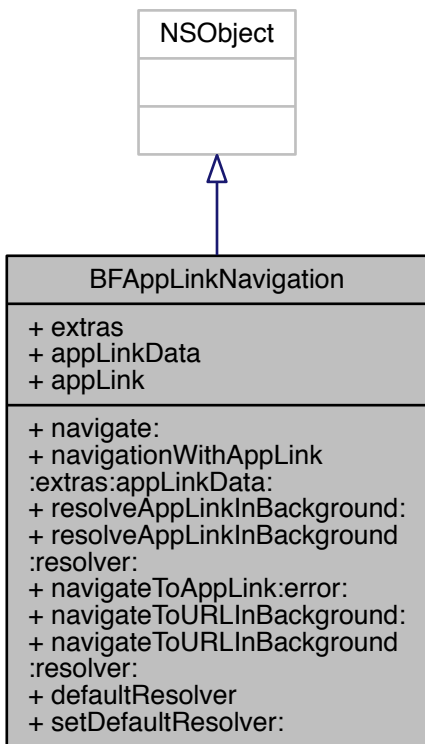 NSObject
BFAppLinkNavigation
+ extras
+ appLinkData
+ appLink
+ navigate:
+ navigationWithAppLink
:extras:appLinkData:
+ resolveAppLinkInBackground:
+ resolveAppLinkInBackground
:resolver:
+ navigateToAppLink:error:
+ navigateToURLInBackground:
+ navigateToURLInBackground
:resolver:
+ defaultResolver
+ setDefaultResolver: